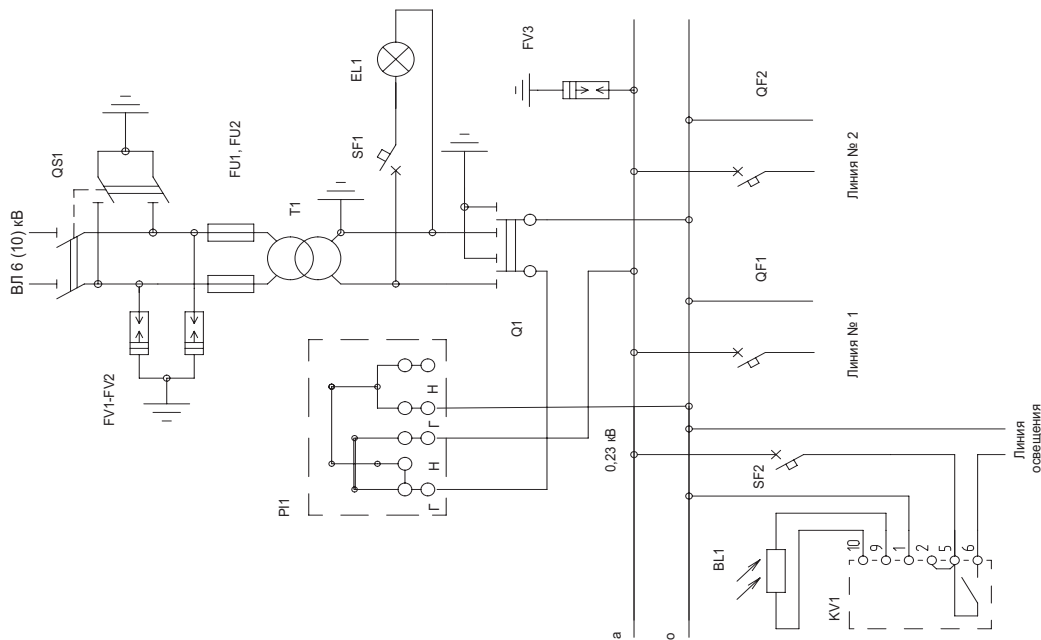 ВЛ 6 (10) кВ
QS1
FV1-FV2
FU1, FU2
T1
EL1
SF1
Q1
FV3
PI1
Г
Н
Г
Н
0,23 кВ
а
о
QF1
Линия № 1
QF2
Линия № 2
SF2
Линия
освещения
BL1
KV1
10
9
1
2
5
6